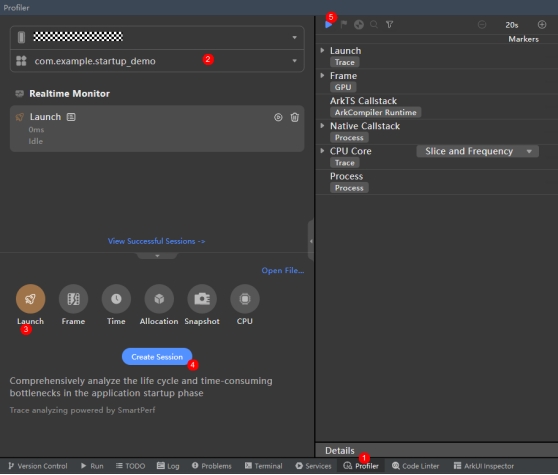 Profiler
5
20s
Markers
com.example.startup_demo
2
Realtime Monitor
Launch
0ms
Idle
View Successful Sessions ->
Open File...
Launch
Frame
Time
Allocation
Snapshot
CPU
3
Create Session
4
Comprehensively analyze the life cycle and time-consuming
bottlenecks in the application startup phase
Trace analyzing powered by SmartPerf
Launch
Trace
Frame
GPU
ArkTS Callstack
ArkCompiler Runtime
Native Callstack
Process
CPU Core
Slice and Frequency
Trace
Process
Process
Details
1
Version Control
Run
TODO
Log
Problems
Terminal
Services
Profiler
Code Linter
ArkUI Inspector